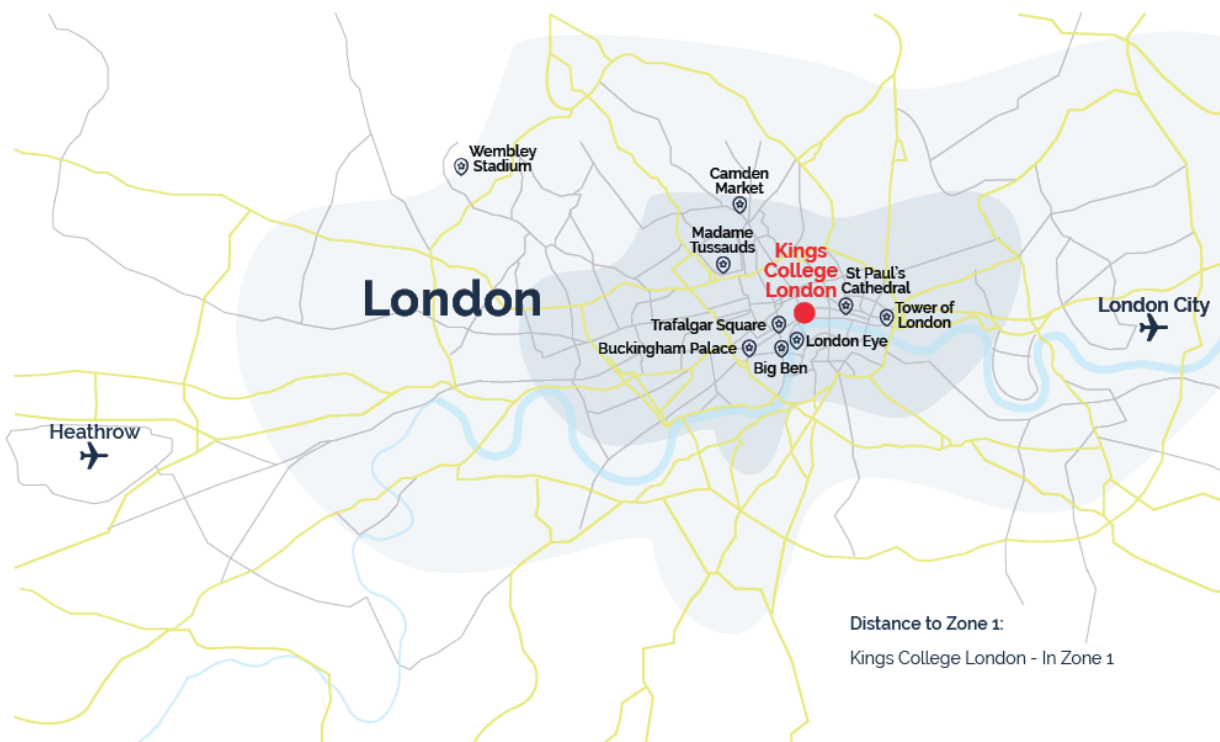 Wembley
Stadium
Camden
Market
Madame
Tussauds
Kings
College
London
St Paul's
Cathedral
London
Tower of
London
London City
Trafalgar Square
Buckingham Palace
London Eye
Big Ben
Heathrow
Distance to Zone 1:
Kings College London - In Zone 1